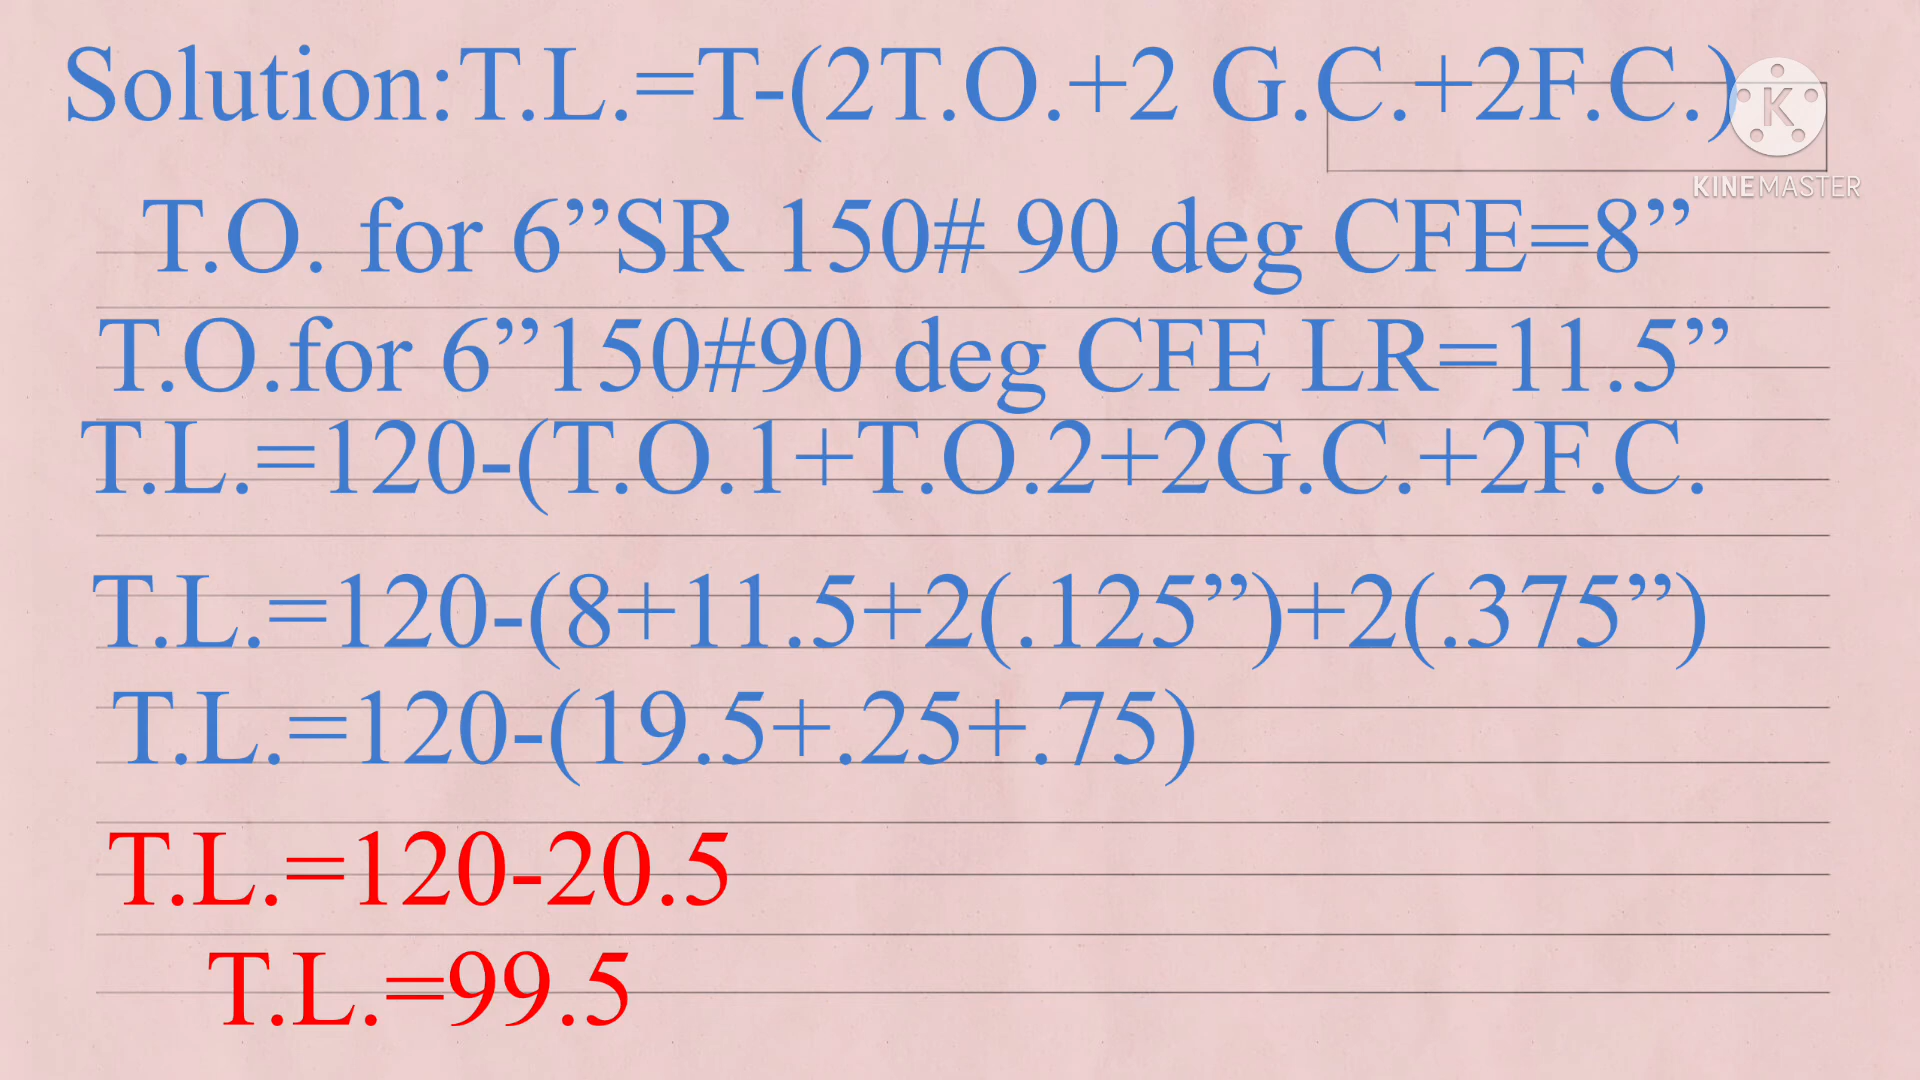 Solution:T.L.=T-(2T.O.+2 G.C.+2F.C.)
K
KINEMASTER
T.O. for 6”SR 150# 90 deg CFE=8”
T.O.for 6”150#90 deg CFE LR=11.5”
T.L.=120-(T.O.1+T.O.2+2G.C.+2F.C.
T.L.=120-(8+11.5+2(.125”)+2(.375”)
T.L.=120-(19.5+.25+.75)
T.L.=120-20.5
T.L.=99.5